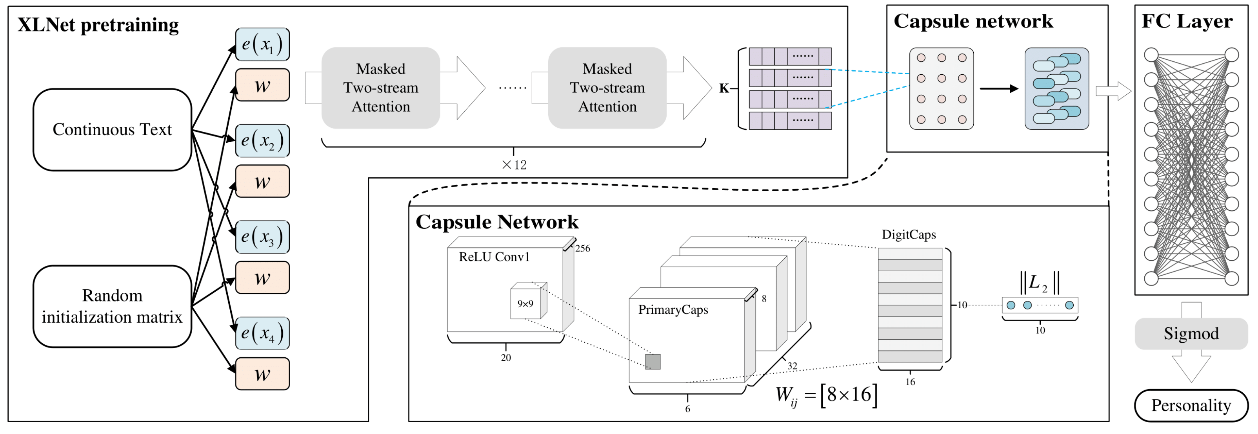 XLNet pretraining
Continuous Text
Random
initialization matrix
e(x₁)
w
e(x₂)
w
e(x₃)
w
e(x₄)
w
Masked
Two-stream
Attention
......
Masked
Two-stream
Attention
×12
K
......
......
......
......
Capsule network
FC Layer
Sigmod
Personality
Capsule Network
ReLU Conv1
256
9×9
20
PrimaryCaps
8
32
6
W_ij = [8×16]
DigitCaps
10
16
‖L₂‖
......
10